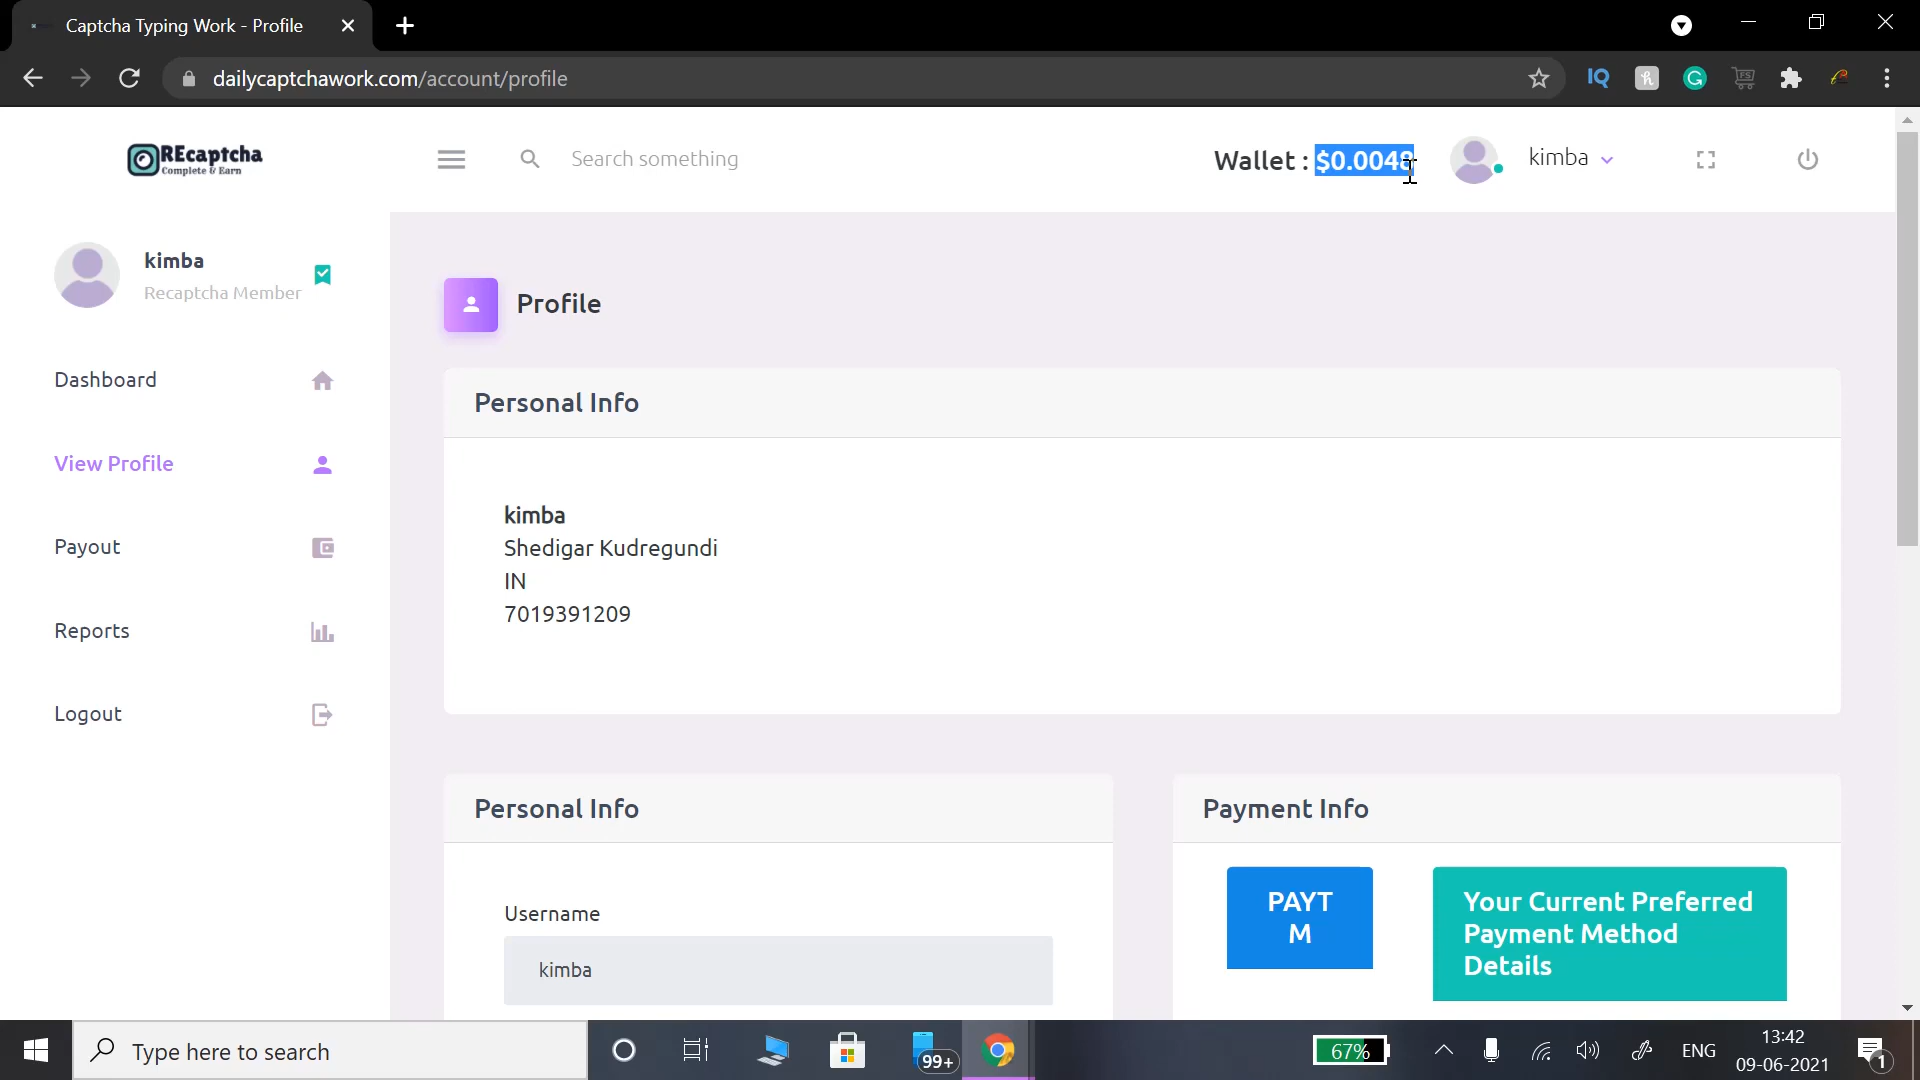 Captcha Typing Work - Profile
dailycaptchawork.com/account/profile
REcaptcha
Complete & Earn
Search something
Wallet : $0.0048
kimba
kimba
Recaptcha Member
Dashboard
View Profile
Payout
Reports
Logout
Profile
Personal Info
kimba
Shedigar Kudregundi
IN
7019391209
Personal Info
Username
kimba
Payment Info
PAYT
M
Your Current Preferred
Payment Method
Details
Type here to search
99+
67%
ENG
13:42
09-06-2021
1
IQ
h
G
FS